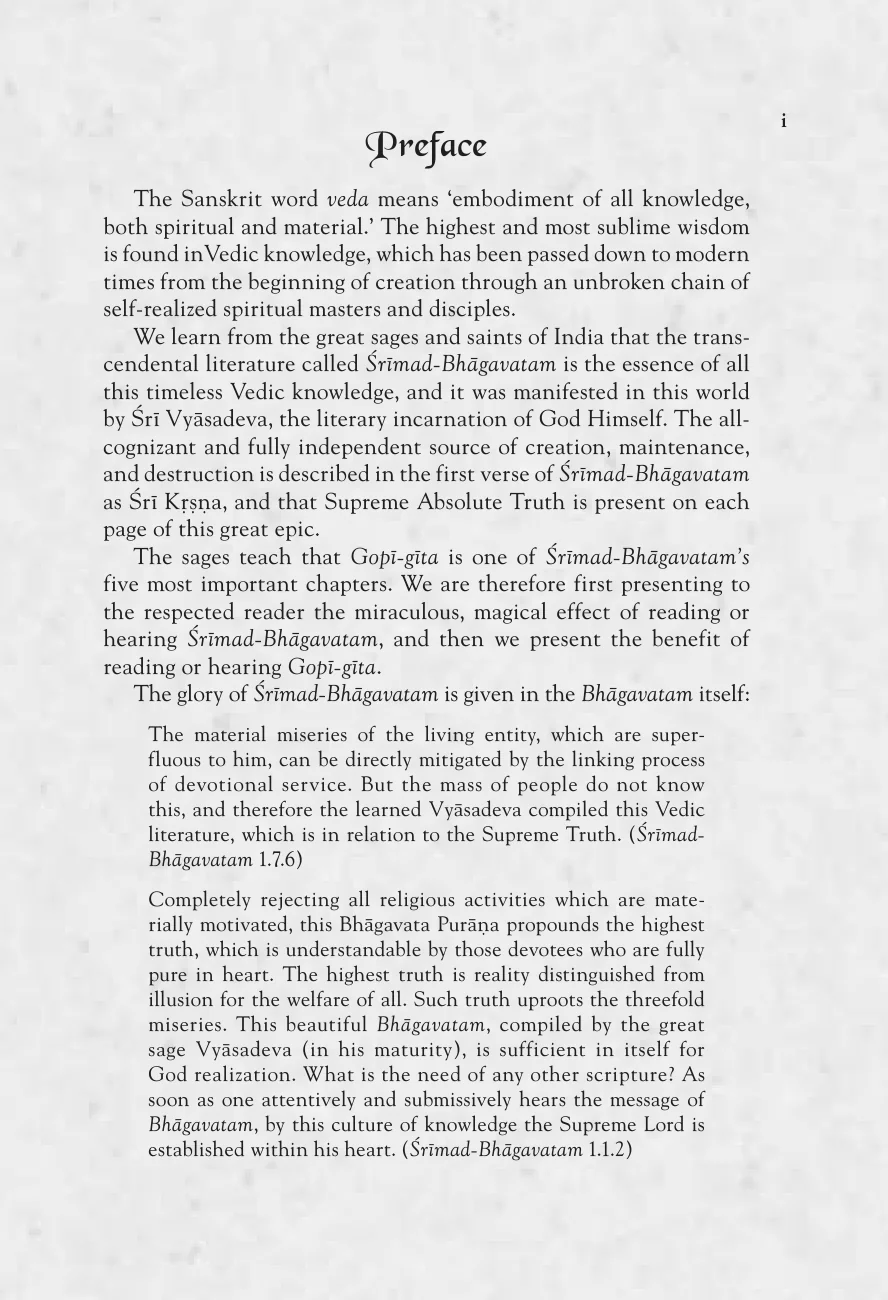 i
Preface
The Sanskrit word veda means ‘embodiment of all knowledge,
both spiritual and material.’ The highest and most sublime wisdom
is found inVedic knowledge, which has been passed down to modern
times from the beginning of creation through an unbroken chain of
self-realized spiritual masters and disciples.
We learn from the great sages and saints of India that the trans-
cendental literature called Śrīmad-Bhāgavatam is the essence of all
this timeless Vedic knowledge, and it was manifested in this world
by Śrī Vyāsadeva, the literary incarnation of God Himself. The all-
cognizant and fully independent source of creation, maintenance,
and destruction is described in the first verse of Śrīmad-Bhāgavatam
as Śrī Kṛṣṇa, and that Supreme Absolute Truth is present on each
page of this great epic.
The sages teach that Gopī-gīta is one of Śrīmad-Bhāgavatam’s
five most important chapters. We are therefore first presenting to
the respected reader the miraculous, magical effect of reading or
hearing Śrīmad-Bhāgavatam, and then we present the benefit of
reading or hearing Gopī-gīta.
The glory of Śrīmad-Bhāgavatam is given in the Bhāgavatam itself:
The material miseries of the living entity, which are super-
fluous to him, can be directly mitigated by the linking process
of devotional service. But the mass of people do not know
this, and therefore the learned Vyāsadeva compiled this Vedic
literature, which is in relation to the Supreme Truth. (Śrīmad-
Bhāgavatam 1.7.6)
Completely rejecting all religious activities which are mate-
rially motivated, this Bhāgavata Purāṇa propounds the highest
truth, which is understandable by those devotees who are fully
pure in heart. The highest truth is reality distinguished from
illusion for the welfare of all. Such truth uproots the threefold
miseries. This beautiful Bhāgavatam, compiled by the great
sage Vyāsadeva (in his maturity), is sufficient in itself for
God realization. What is the need of any other scripture? As
soon as one attentively and submissively hears the message of
Bhāgavatam, by this culture of knowledge the Supreme Lord is
established within his heart. (Śrīmad-Bhāgavatam 1.1.2)